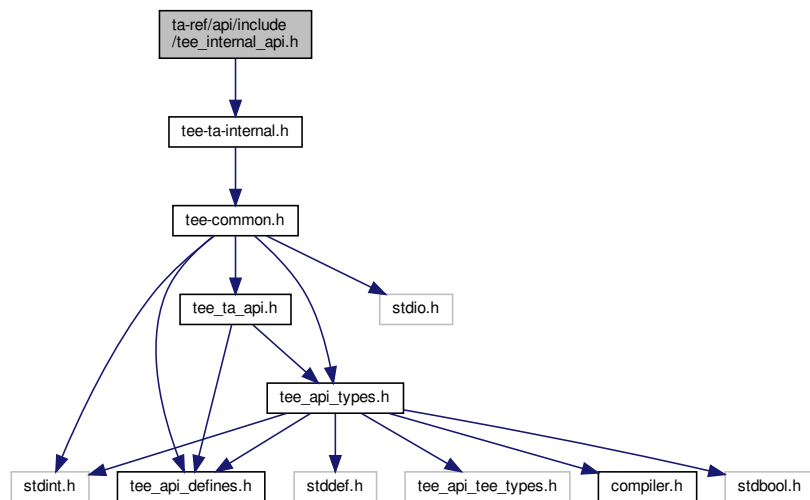 ta-ref/api/include
/tee_internal_api.h
tee-ta-internal.h
tee-common.h
tee_ta_api.h
stdio.h
tee_api_types.h
stdint.h
tee_api_defines.h
stddef.h
tee_api_tee_types.h
compiler.h
stdbool.h